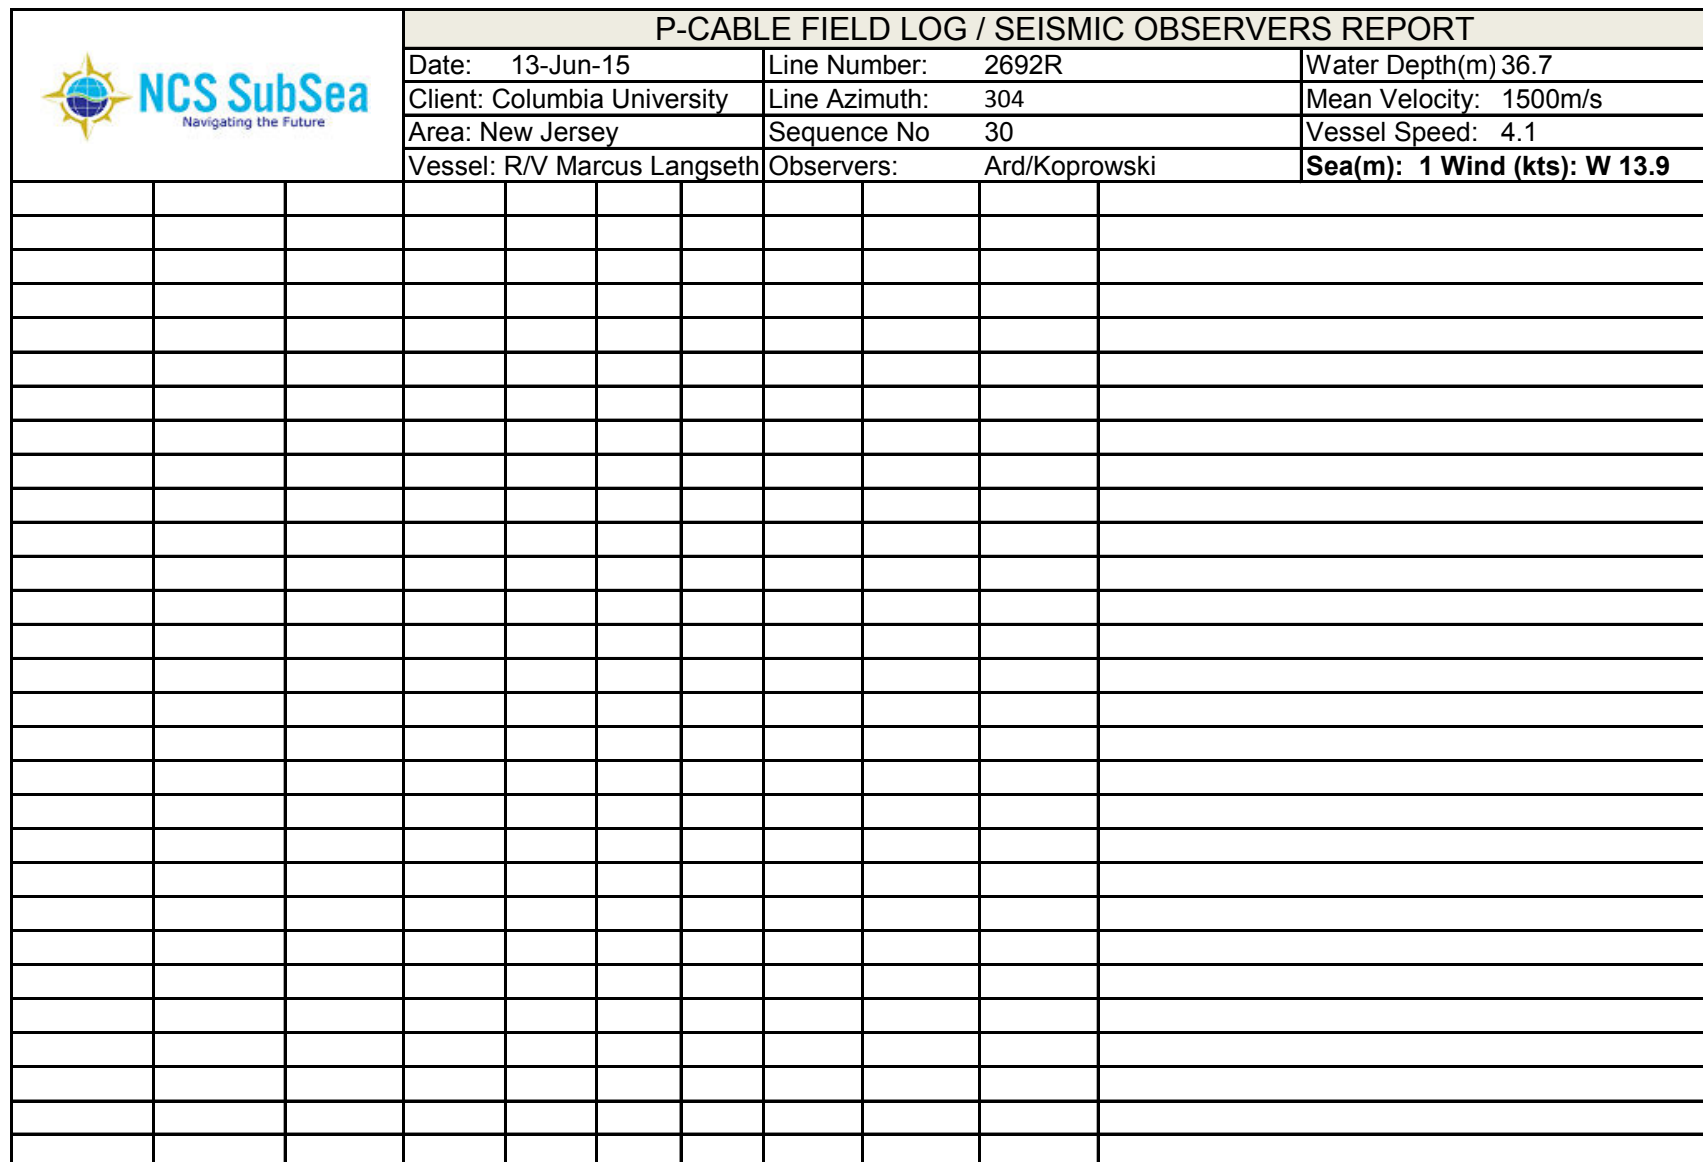 P-CABLE FIELD LOG / SEISMIC OBSERVERS REPORT
NCS SubSea
Navigating the Future
Date: 13-Jun-15 Line Number: 2692R Water Depth(m) 36.7
Client: Columbia University Line Azimuth: 304 Mean Velocity: 1500m/s
Area: New Jersey Sequence No 30 Vessel Speed: 4.1
Vessel: R/V Marcus Langseth Observers: Ard/Koprowski Sea(m): 1 Wind (kts): W 13.9